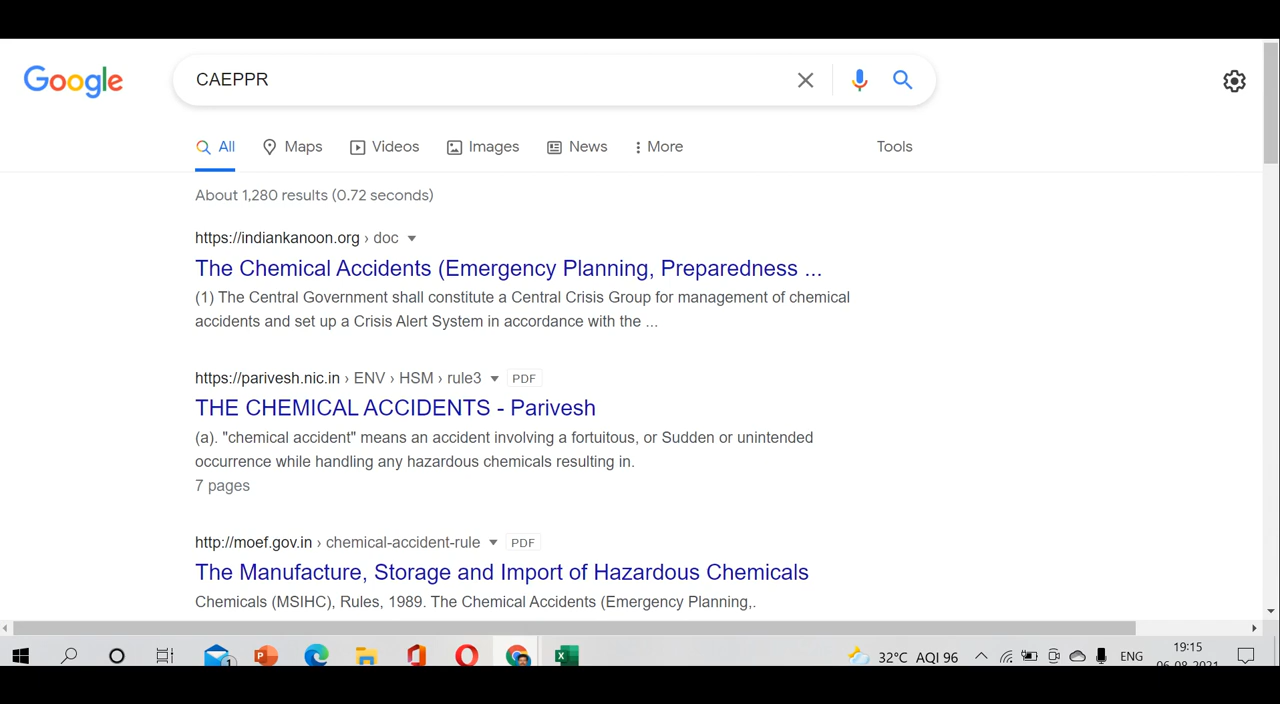 Google
CAEPPR
All Maps Videos Images News More Tools
About 1,280 results (0.72 seconds)
https://indiankanoon.org › doc
The Chemical Accidents (Emergency Planning, Preparedness ...
(1) The Central Government shall constitute a Central Crisis Group for management of chemical
accidents and set up a Crisis Alert System in accordance with the ...
https://parivesh.nic.in › ENV › HSM › rule3 PDF
THE CHEMICAL ACCIDENTS - Parivesh
(a). "chemical accident" means an accident involving a fortuitous, or Sudden or unintended
occurrence while handling any hazardous chemicals resulting in.
7 pages
http://moef.gov.in › chemical-accident-rule PDF
The Manufacture, Storage and Import of Hazardous Chemicals
Chemicals (MSIHC), Rules, 1989. The Chemical Accidents (Emergency Planning,.
1
32°C AQI 96 ENG 19:15
06-08-2021